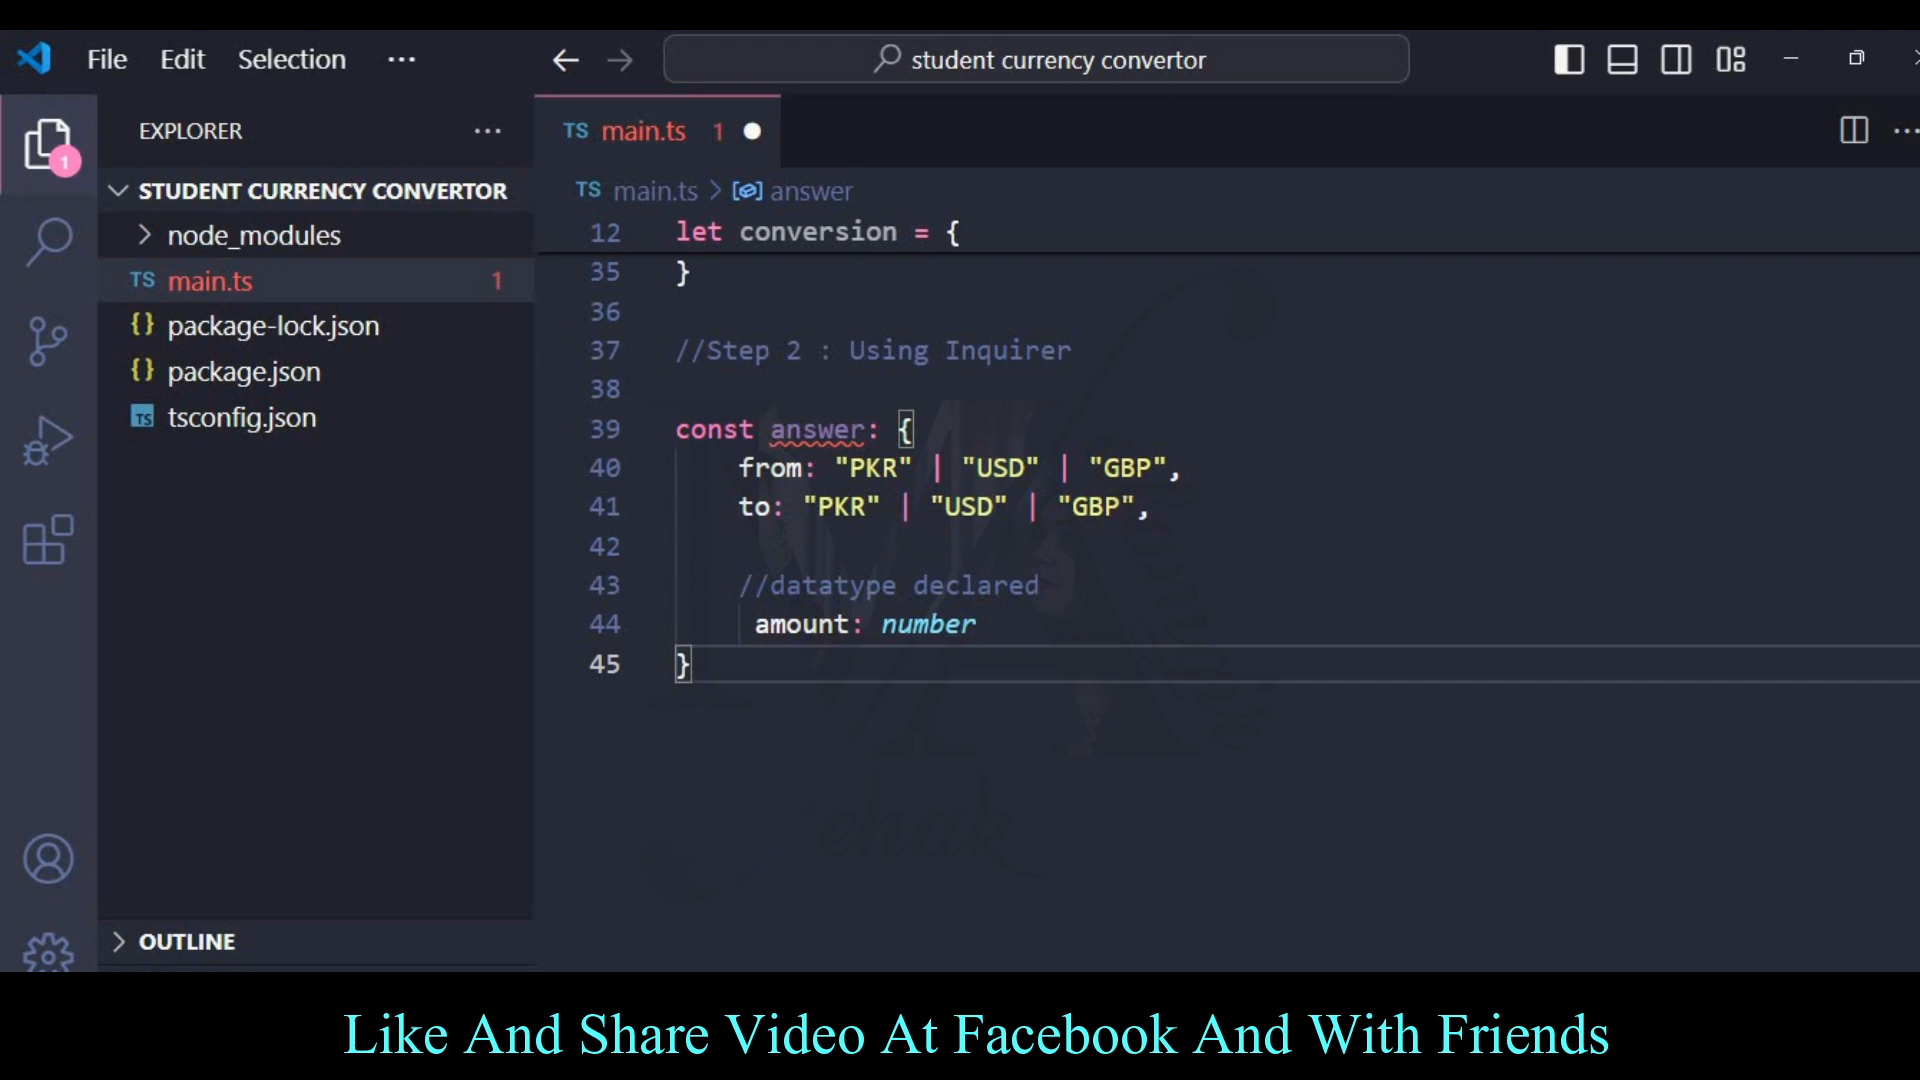 File Edit Selection ...
student currency convertor
EXPLORER ...
TS main.ts 1
1
STUDENT CURRENCY CONVERTOR
TS main.ts > answer
node_modules
TS main.ts 1
{} package-lock.json
{} package.json
TS tsconfig.json
12 let conversion = {
35 }
36
37 //Step 2 : Using Inquirer
38
39 const answer: {
40 from: "PKR" | "USD" | "GBP",
41 to: "PKR" | "USD" | "GBP",
42
43 //datatype declared
44 amount: number
45 }
ehak
OUTLINE
Like And Share Video At Facebook And With Friends